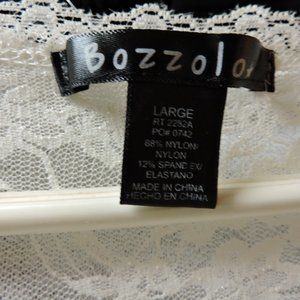 Bozzolo
LARGE
RT 2252A
PO# 0742
88% NYLON/
NYLON
12% SPANDEX/
ELASTANO
MADE IN CHINA
HECHO EN CHINA